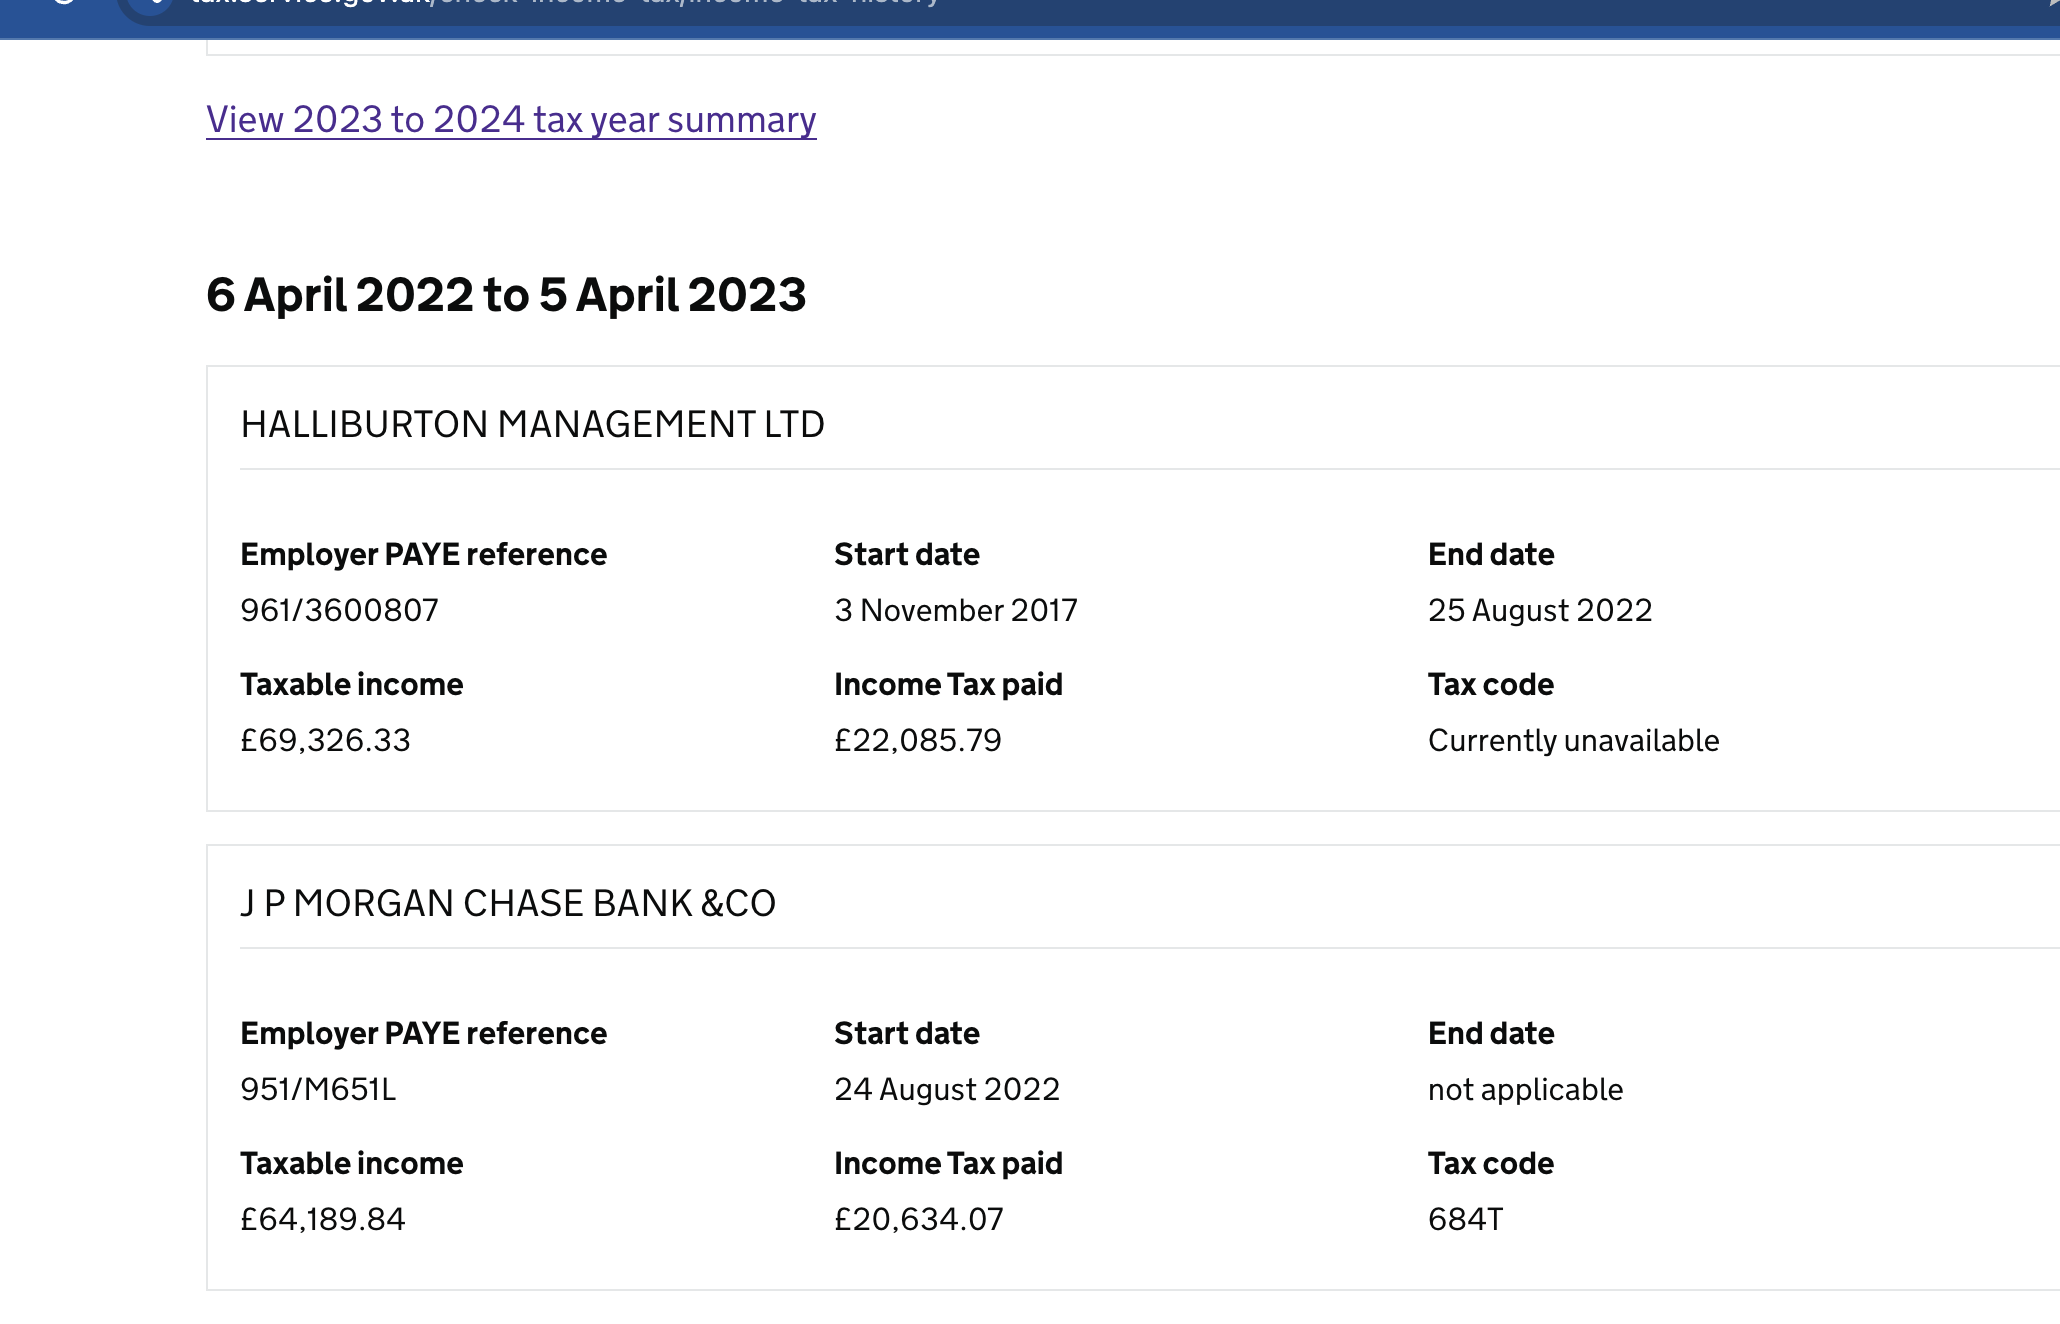 View 2023 to 2024 tax year summary
6 April 2022 to 5 April 2023
HALLIBURTON MANAGEMENT LTD
Employer PAYE reference Start date End date
961/3600807 3 November 2017 25 August 2022
Taxable income Income Tax paid Tax code
£69,326.33 £22,085.79 Currently unavailable
J P MORGAN CHASE BANK &CO
Employer PAYE reference Start date End date
951/M651L 24 August 2022 not applicable
Taxable income Income Tax paid Tax code
£64,189.84 £20,634.07 684T